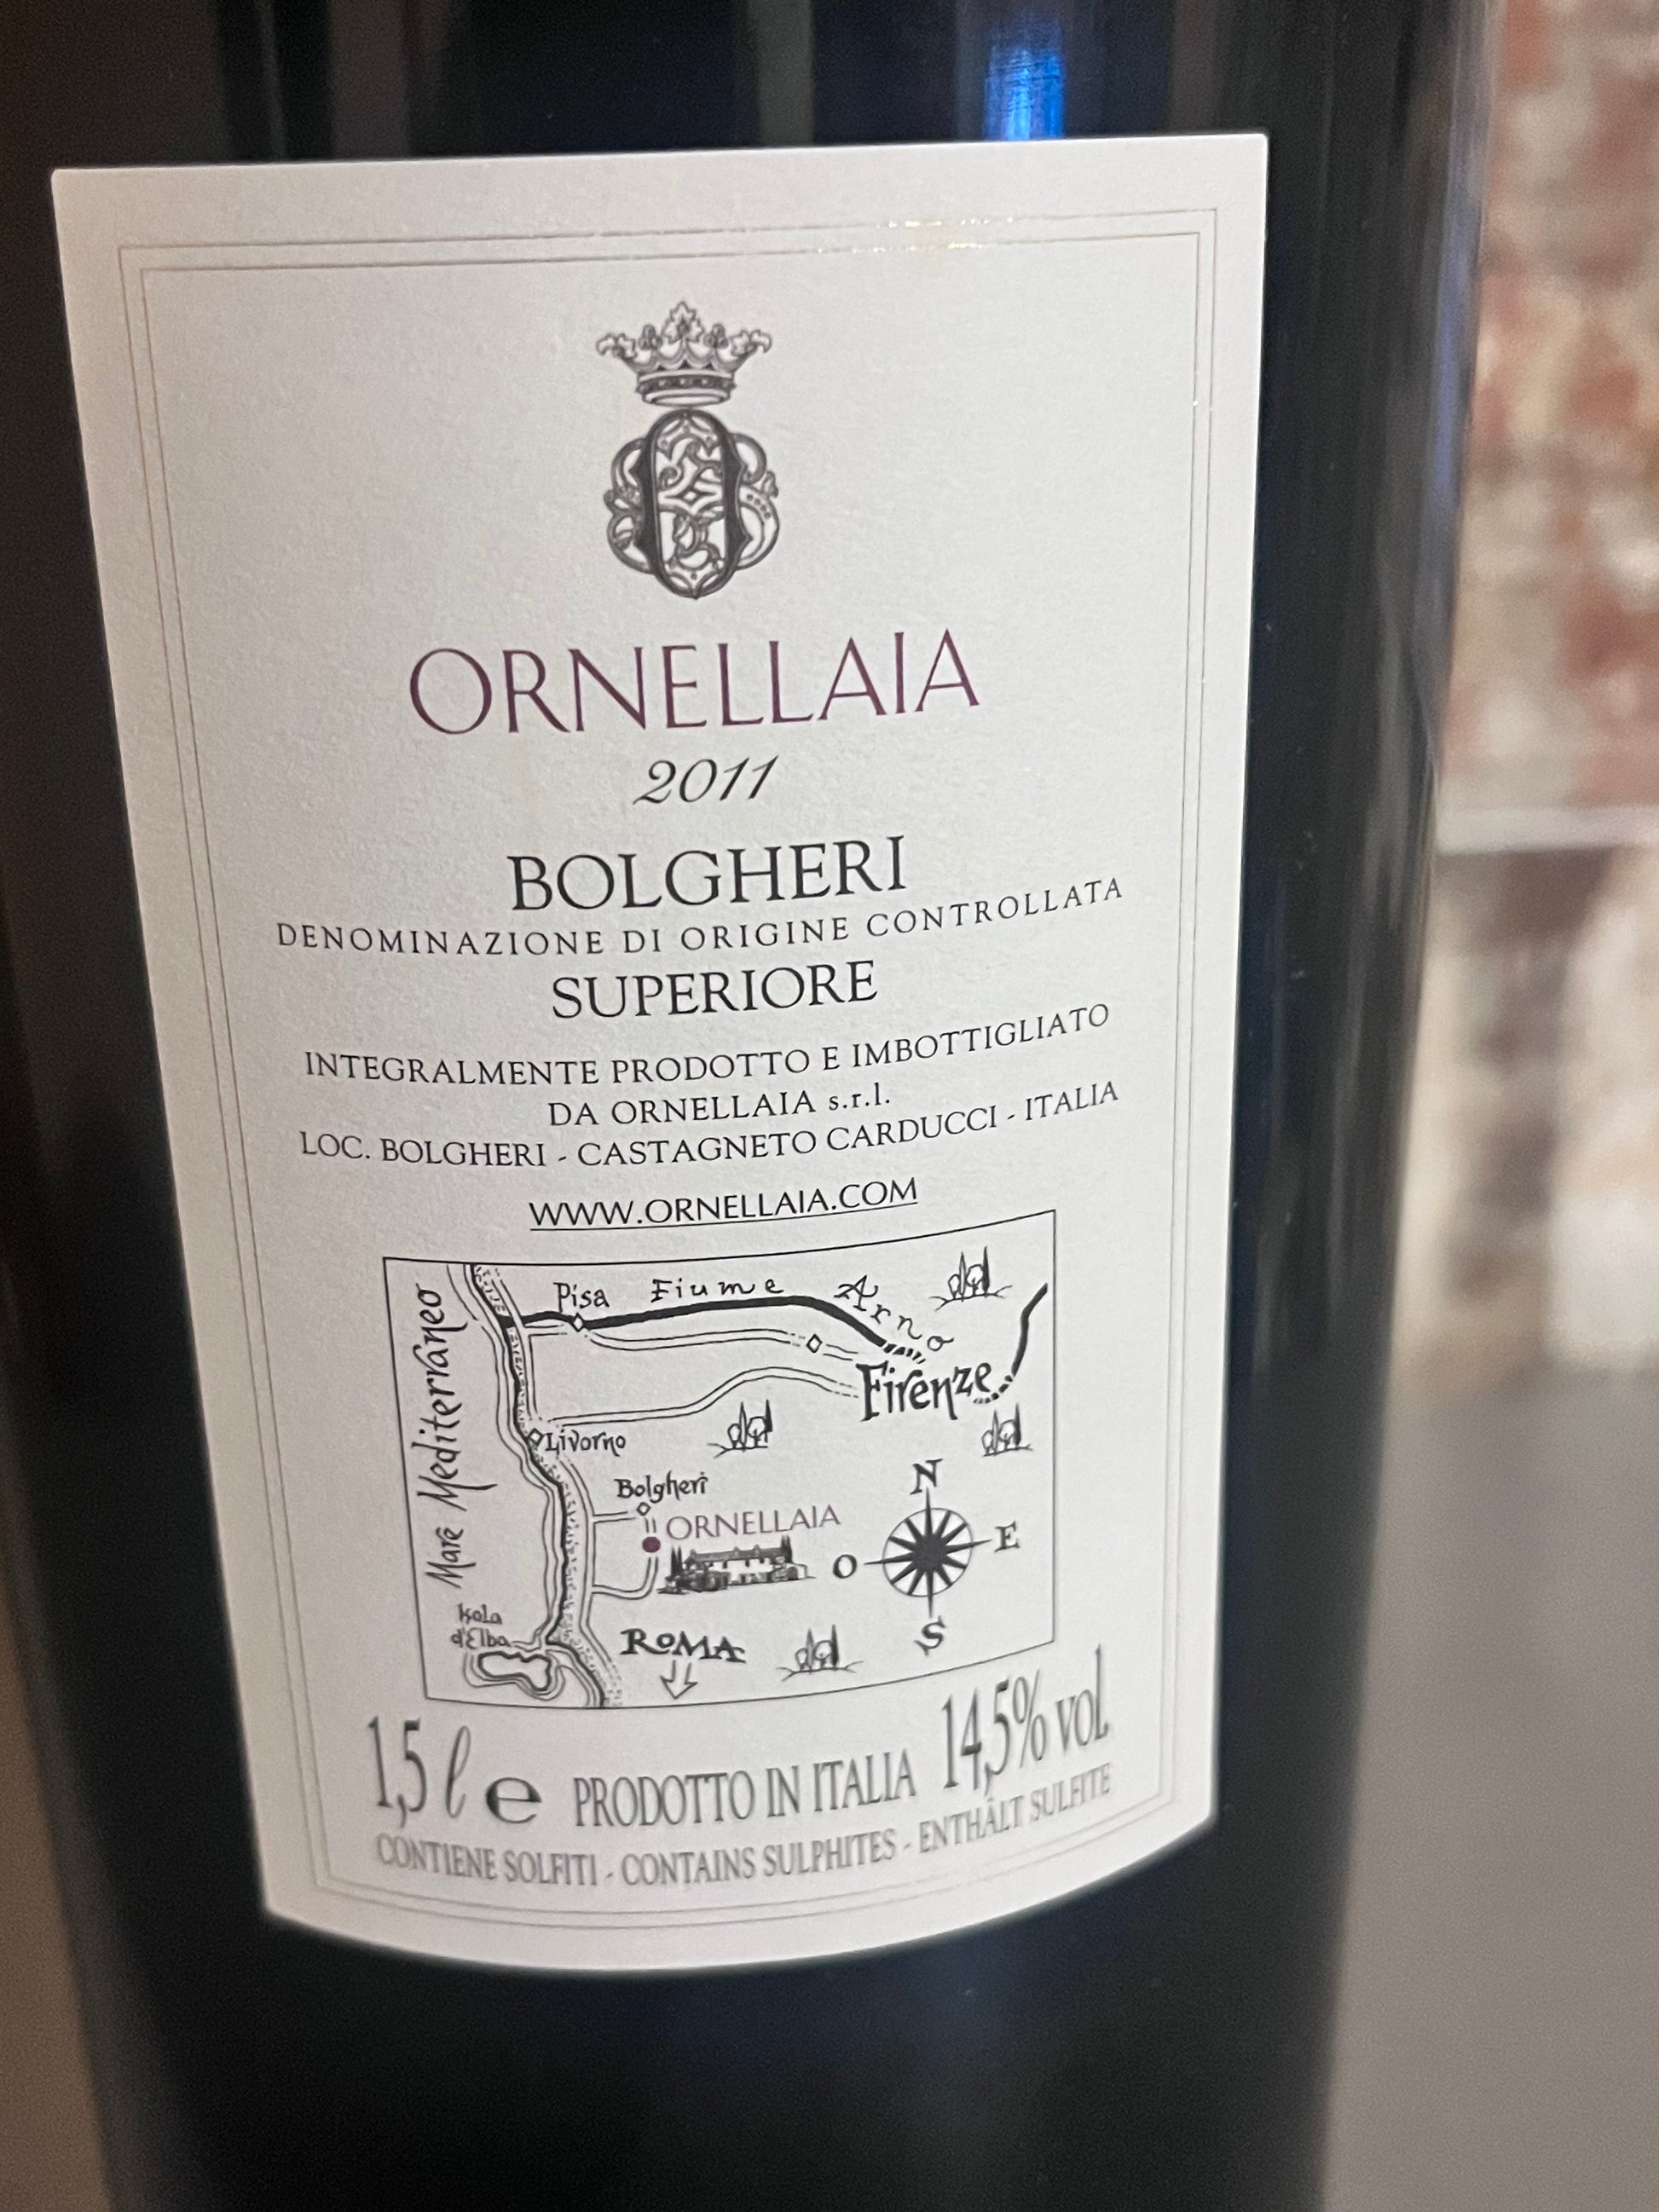 ORNELLAIA
2011
BOLGHERI
DENOMINAZIONE DI ORIGINE CONTROLLATA
SUPERIORE
INTEGRALMENTE PRODOTTO E IMBOTTIGLIATO
DA ORNELLAIA s.r.l.
LOC. BOLGHERI - CASTAGNETO CARDUCCI - ITALIA
WWW.ORNELLAIA.COM
Mare Mediterraneo
Pisa Fiume Arno
Firenze
Livorno
Bolgheri
ORNELLAIA
N
O E
S
Isola
d'Elba
ROMA
1,5 ℓ e PRODOTTO IN ITALIA 14,5% vol.
CONTIENE SOLFITI - CONTAINS SULPHITES - ENTHÄLT SULFITE